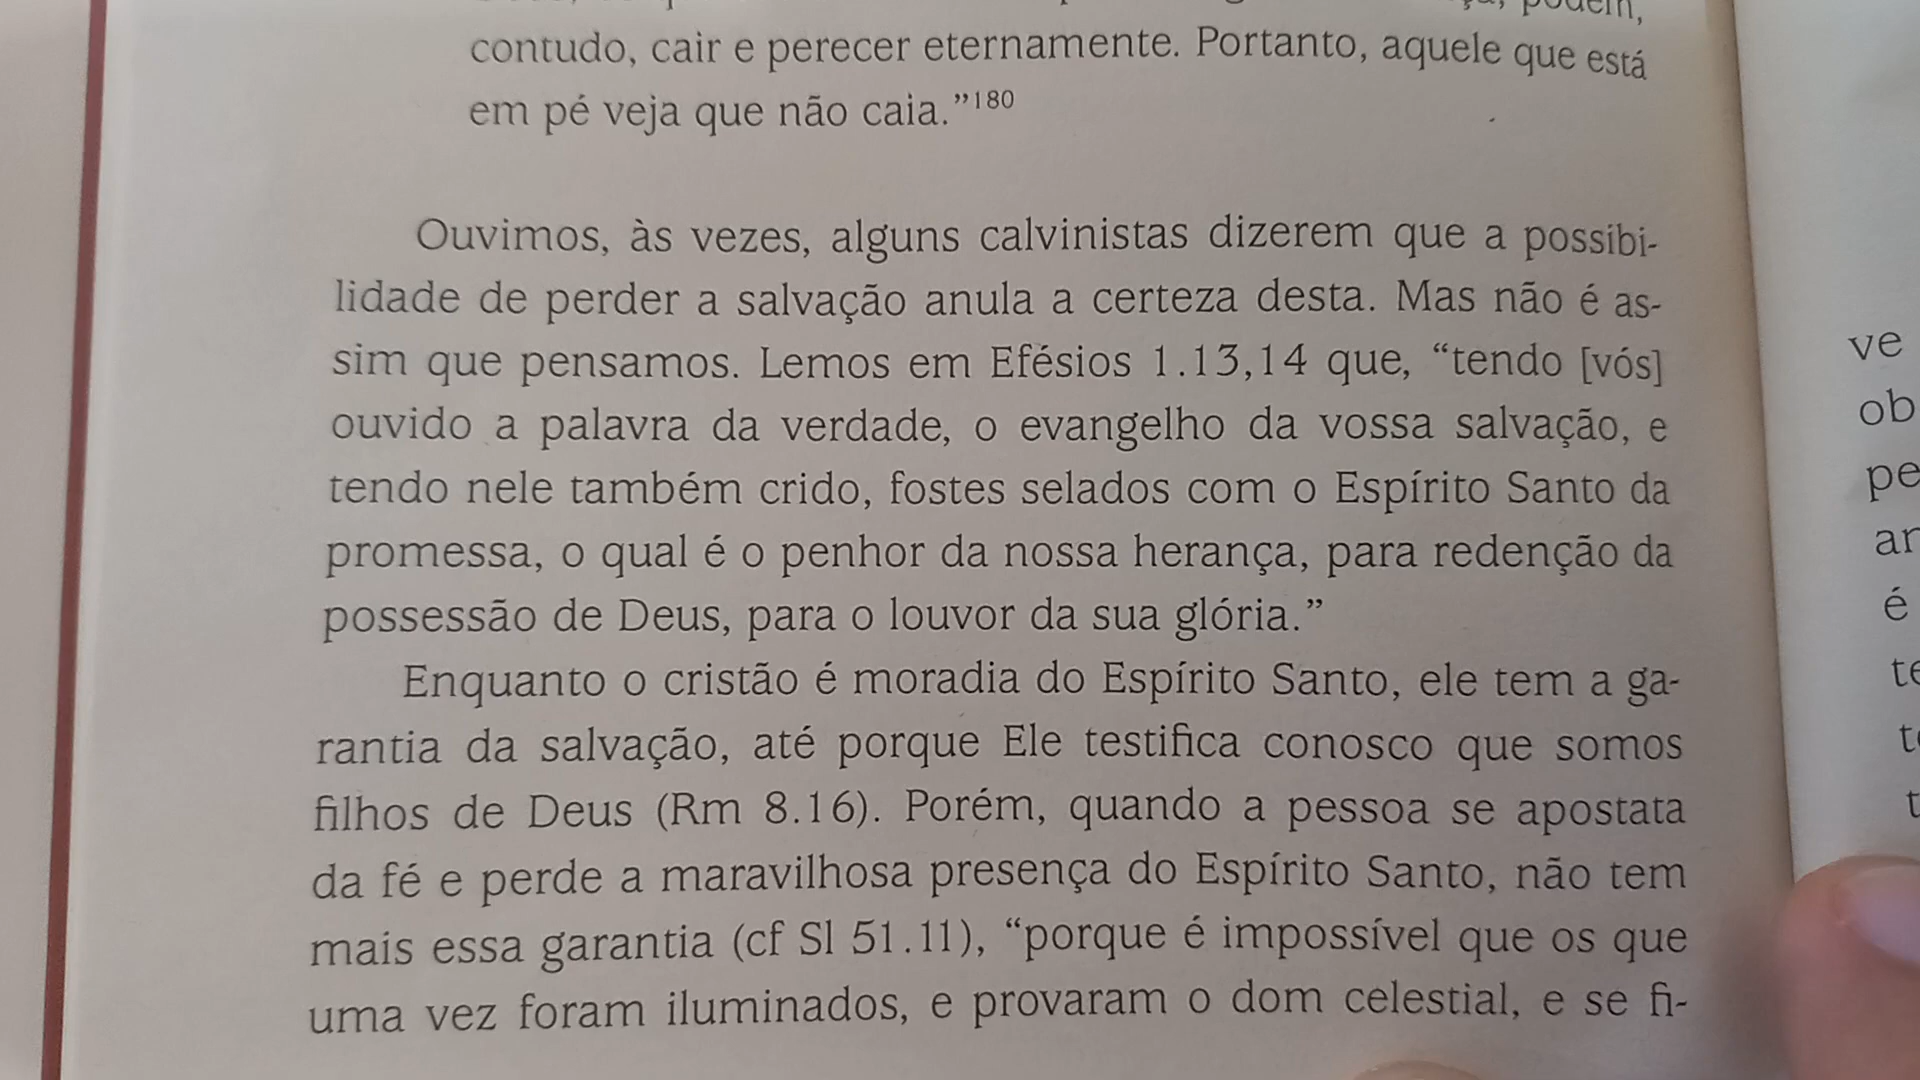 podem,
contudo, cair e perecer eternamente. Portanto, aquele que está
em pé veja que não caia.”180
Ouvimos, às vezes, alguns calvinistas dizerem que a possibi-
lidade de perder a salvação anula a certeza desta. Mas não é as-
sim que pensamos. Lemos em Efésios 1.13,14 que, “tendo [vós]
ouvido a palavra da verdade, o evangelho da vossa salvação, e
tendo nele também crido, fostes selados com o Espírito Santo da
promessa, o qual é o penhor da nossa herança, para redenção da
possessão de Deus, para o louvor da sua glória.”
Enquanto o cristão é moradia do Espírito Santo, ele tem a ga-
rantia da salvação, até porque Ele testifica conosco que somos
filhos de Deus (Rm 8.16). Porém, quando a pessoa se apostata
da fé e perde a maravilhosa presença do Espírito Santo, não tem
mais essa garantia (cf Sl 51.11), “porque é impossível que os que
uma vez foram iluminados, e provaram o dom celestial, e se fi-
ve
ob
pe
an
é
te